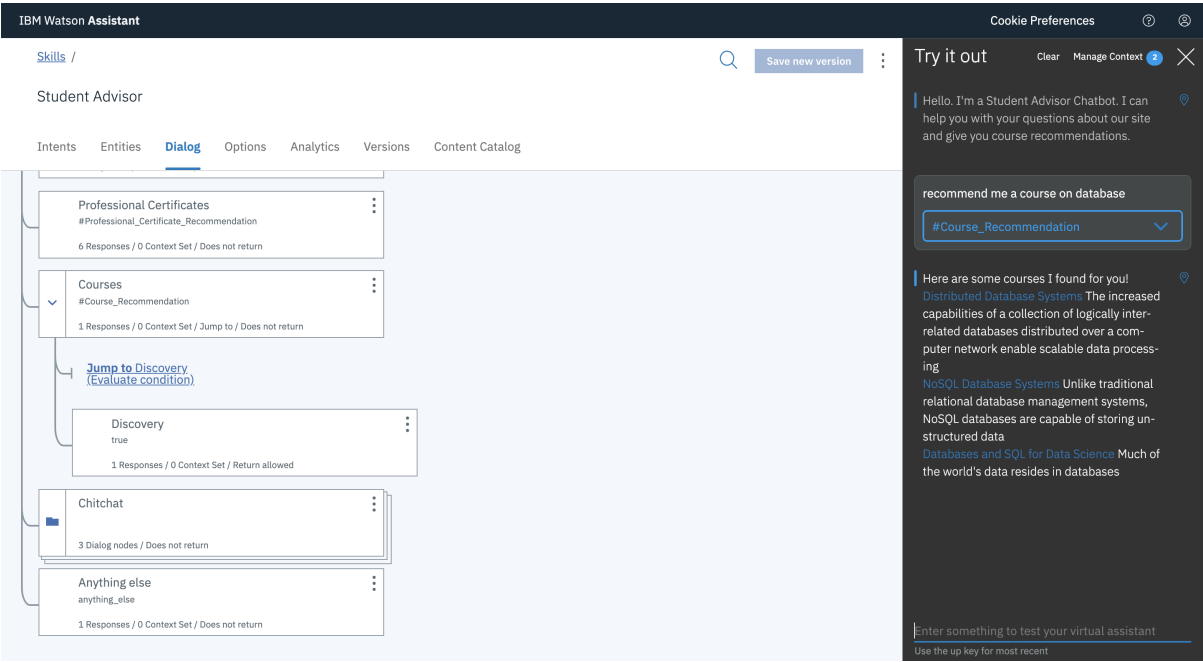 IBM Watson Assistant
Cookie Preferences
Skills /
Save new version
Student Advisor
Intents Entities Dialog Options Analytics Versions Content Catalog
Professional Certificates
#Professional_Certificate_Recommendation
6 Responses / 0 Context Set / Does not return
Courses
#Course_Recommendation
1 Responses / 0 Context Set / Jump to / Does not return
Jump to Discovery
(Evaluate condition)
Discovery
true
1 Responses / 0 Context Set / Return allowed
Chitchat
3 Dialog nodes / Does not return
Anything else
anything_else
1 Responses / 0 Context Set / Does not return
Try it out
Clear
Manage Context 2
Hello. I'm a Student Advisor Chatbot. I can
help you with your questions about our site
and give you course recommendations.
recommend me a course on database
#Course_Recommendation
Here are some courses I found for you!
Distributed Database Systems The increased
capabilities of a collection of logically inter-
related databases distributed over a com-
puter network enable scalable data process-
ing
NoSQL Database Systems Unlike traditional
relational database management systems,
NoSQL databases are capable of storing un-
structured data
Databases and SQL for Data Science Much of
the world's data resides in databases
Enter something to test your virtual assistant
Use the up key for most recent